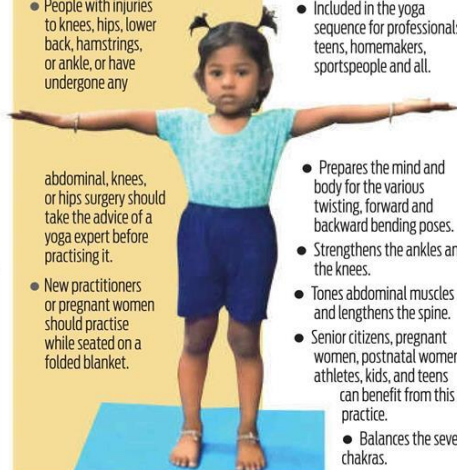 ● People with injuries
to knees, hips, lower
back, hamstrings,
or ankle, or have
undergone any
abdominal, knees,
or hips surgery should
take the advice of a
yoga expert before
practising it.
● New practitioners
or pregnant women
should practise
while seated on a
folded blanket.
● Included in the yoga
sequence for professionals
teens, homemakers,
sportspeople and all.
● Prepares the mind and
body for the various
twisting, forward and
backward bending poses.
● Strengthens the ankles an
the knees.
● Tones abdominal muscles
and lengthens the spine.
● Senior citizens, pregnant
women, postnatal women
athletes, kids, and teens
can benefit from this
practice.
● Balances the seve
chakras.